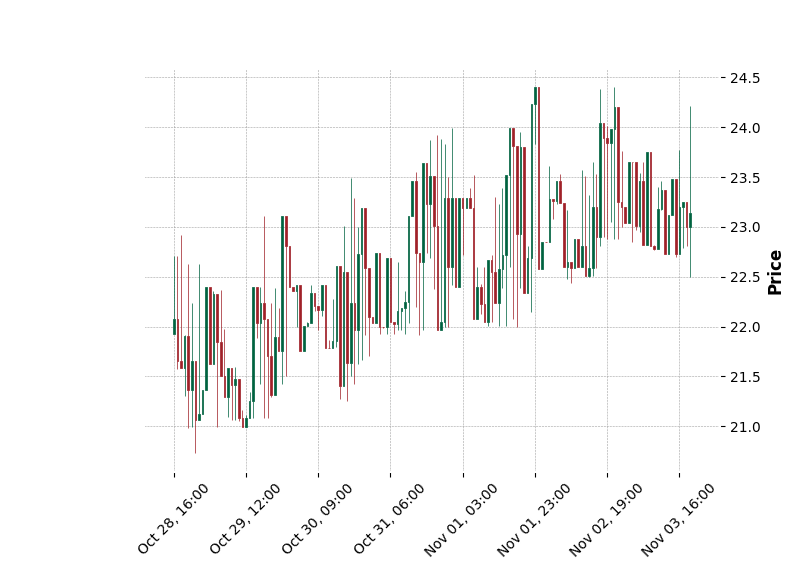 24.5
24.0
23.5
23.0
22.5
22.0
21.5
21.0
Price
Oct 28, 16:00
Oct 29, 12:00
Oct 30, 09:00
Oct 31, 06:00
Nov 01, 03:00
Nov 01, 23:00
Nov 02, 19:00
Nov 03, 16:00